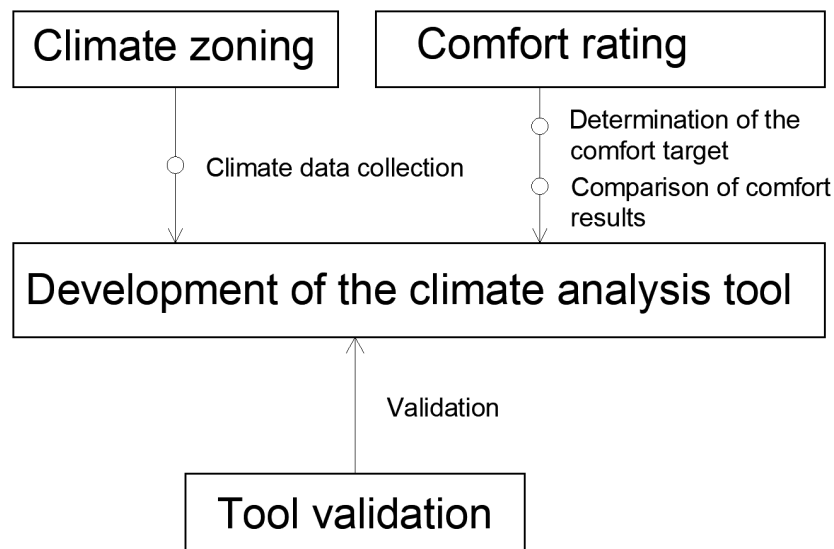 Climate zoning
Comfort rating
Climate data collection
Determination of the
comfort target
Comparison of comfort
results
Development of the climate analysis tool
Validation
Tool validation